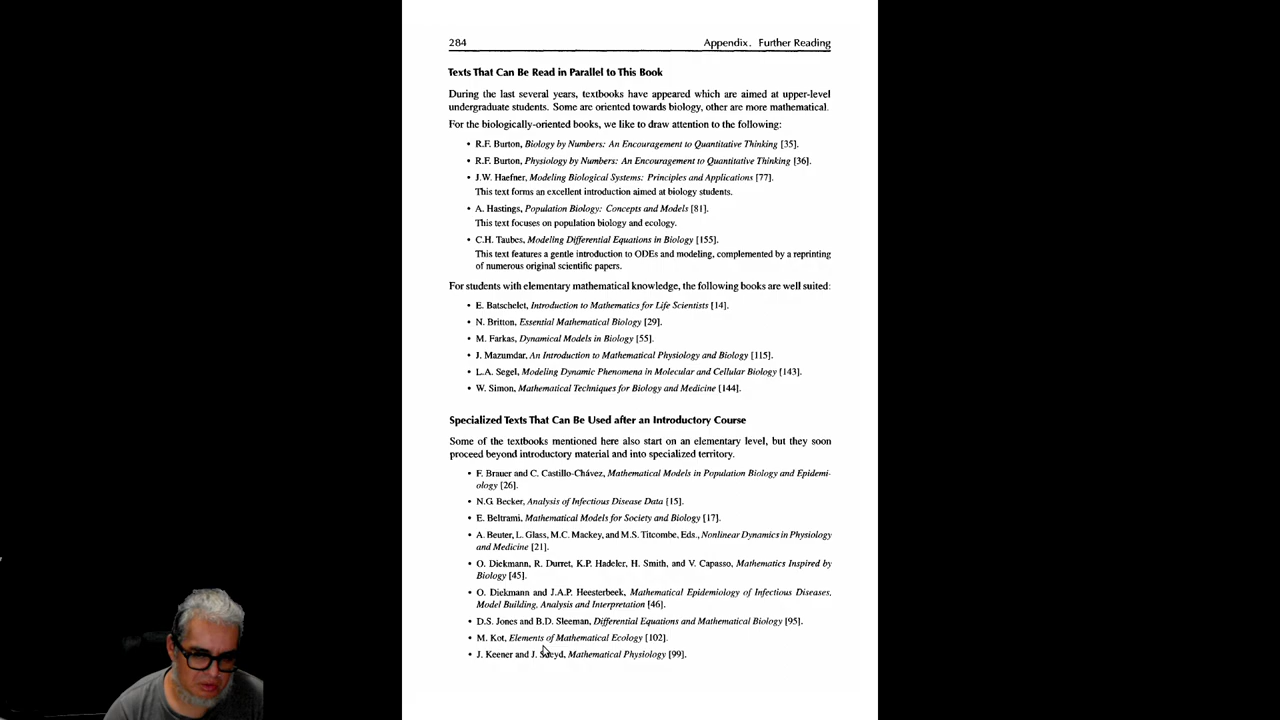 284 Appendix. Further Reading
Texts That Can Be Read in Parallel to This Book
During the last several years, textbooks have appeared which are aimed at upper-level
undergraduate students. Some are oriented towards biology, other are more mathematical.
For the biologically-oriented books, we like to draw attention to the following:
• R.F. Burton, Biology by Numbers: An Encouragement to Quantitative Thinking [35].
• R.F. Burton, Physiology by Numbers: An Encouragement to Quantitative Thinking [36].
• J.W. Haefner, Modeling Biological Systems: Principles and Applications [77].
This text forms an excellent introduction aimed at biology students.
• A. Hastings, Population Biology: Concepts and Models [81].
This text focuses on population biology and ecology.
• C.H. Taubes, Modeling Differential Equations in Biology [155].
This text features a gentle introduction to ODEs and modeling, complemented by a reprinting
of numerous original scientific papers.
For students with elementary mathematical knowledge, the following books are well suited:
• E. Batschelet, Introduction to Mathematics for Life Scientists [14].
• N. Britton, Essential Mathematical Biology [29].
• M. Farkas, Dynamical Models in Biology [55].
• J. Mazumdar, An Introduction to Mathematical Physiology and Biology [115].
• L.A. Segel, Modeling Dynamic Phenomena in Molecular and Cellular Biology [143].
• W. Simon, Mathematical Techniques for Biology and Medicine [144].
Specialized Texts That Can Be Used after an Introductory Course
Some of the textbooks mentioned here also start on an elementary level, but they soon
proceed beyond introductory material and into specialized territory.
• F. Brauer and C. Castillo-Chávez, Mathematical Models in Population Biology and Epidemi-
ology [26].
• N.G. Becker, Analysis of Infectious Disease Data [15].
• E. Beltrami, Mathematical Models for Society and Biology [17].
• A. Beuter, L. Glass, M.C. Mackey, and M.S. Titcombe, Eds., Nonlinear Dynamics in Physiology
and Medicine [21].
• O. Diekmann, R. Durret, K.P. Hadeler, H. Smith, and V. Capasso, Mathematics Inspired by
Biology [45].
• O. Diekmann and J.A.P. Heesterbeek, Mathematical Epidemiology of Infectious Diseases,
Model Building, Analysis and Interpretation [46].
• D.S. Jones and B.D. Sleeman, Differential Equations and Mathematical Biology [95].
• M. Kot, Elements of Mathematical Ecology [102].
• J. Keener and J. Mathematical Physiology [99].